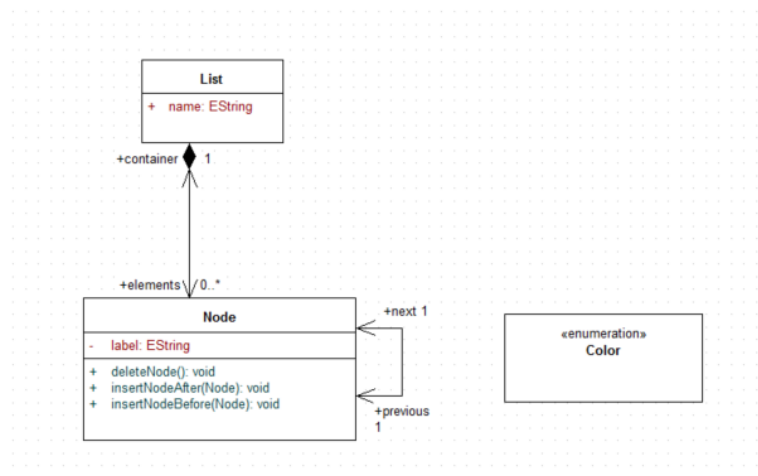 List
+ name: EString
+container 1
+elements 0..*
Node
- label: EString
+ deleteNode(): void
+ insertNodeAfter(Node): void
+ insertNodeBefore(Node): void
+next 1
+previous
1
«enumeration»
Color